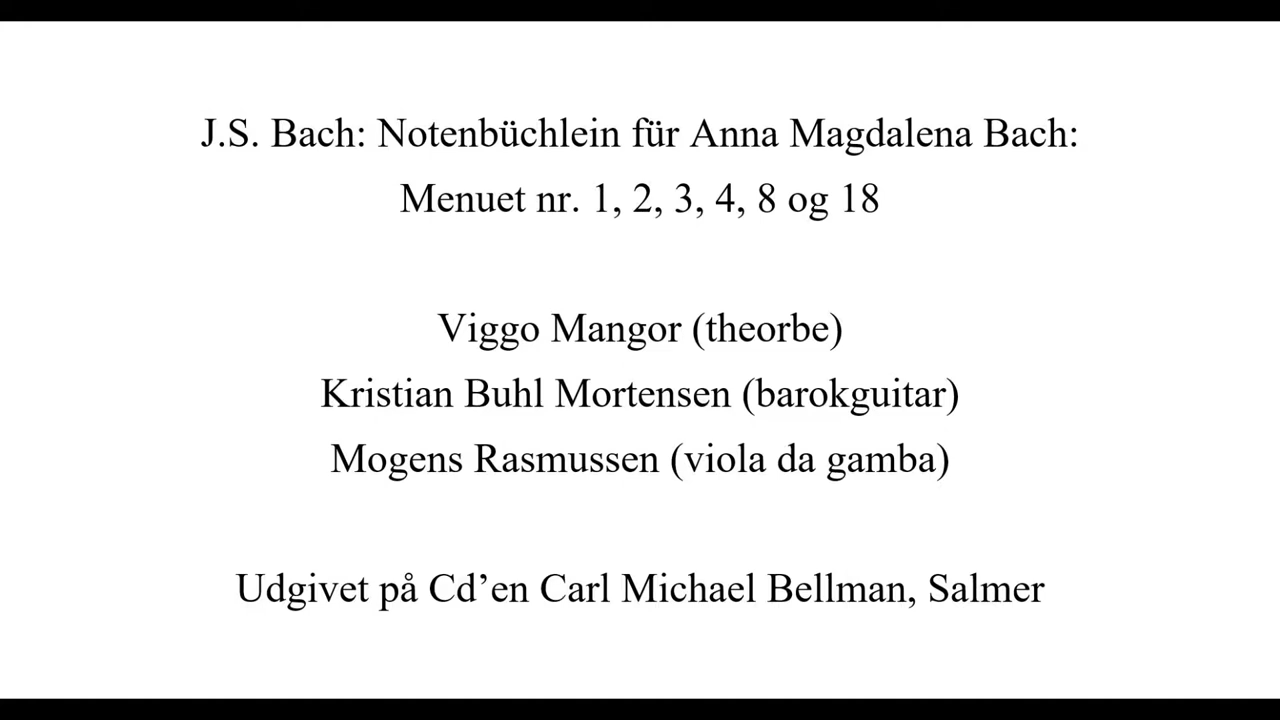 J.S. Bach: Notenbüchlein für Anna Magdalena Bach:
Menuet nr. 1, 2, 3, 4, 8 og 18
Viggo Mangor (theorbe)
Kristian Buhl Mortensen (barokguitar)
Mogens Rasmussen (viola da gamba)
Udgivet på Cd’en Carl Michael Bellman, Salmer